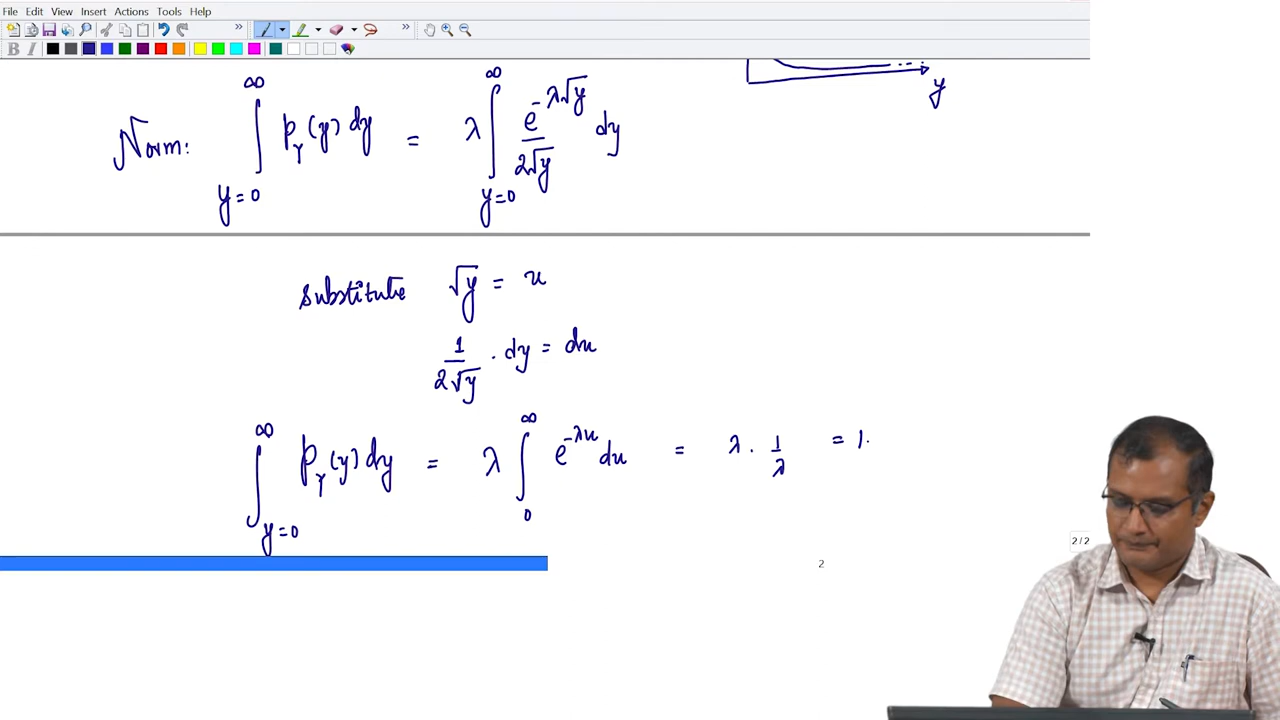 File Edit View Insert Actions Tools Help
B I
y
Norm: ∫_{y=0}^{∞} p_Y(y) dy = λ ∫_{y=0}^{∞} e^{-λ√y}/2√y dy
substitute √y = u
1/2√y · dy = du
∫_{y=0}^{∞} p_Y(y) dy = λ ∫_0^{∞} e^{-λu} du = λ · 1/λ = 1.
2/2
2